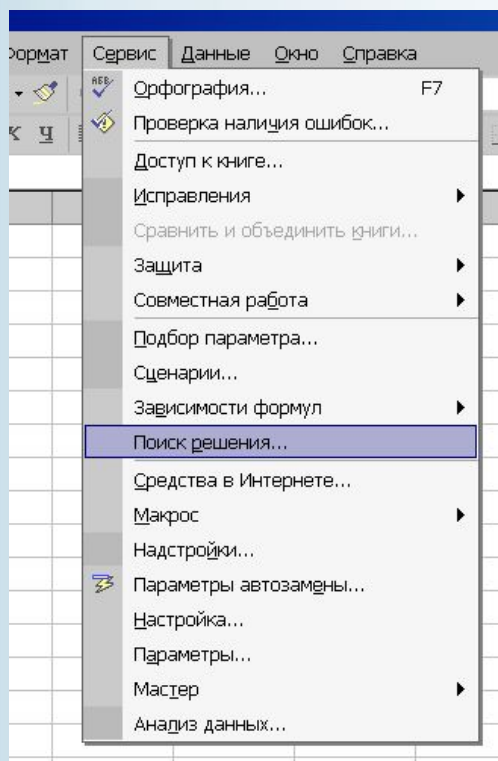 Формат Сервис Данные Окно Справка
АБВ Орфография... F7
К Ч Проверка наличия ошибок...
Доступ к книге...
Исправления
Сравнить и объединить книги...
Защита
Совместная работа
Подбор параметра...
Сценарии...
Зависимости формул
Поиск решения...
Средства в Интернете...
Макрос
Надстройки...
Параметры автозамены...
Настройка...
Параметры...
Мастер
Анализ данных...